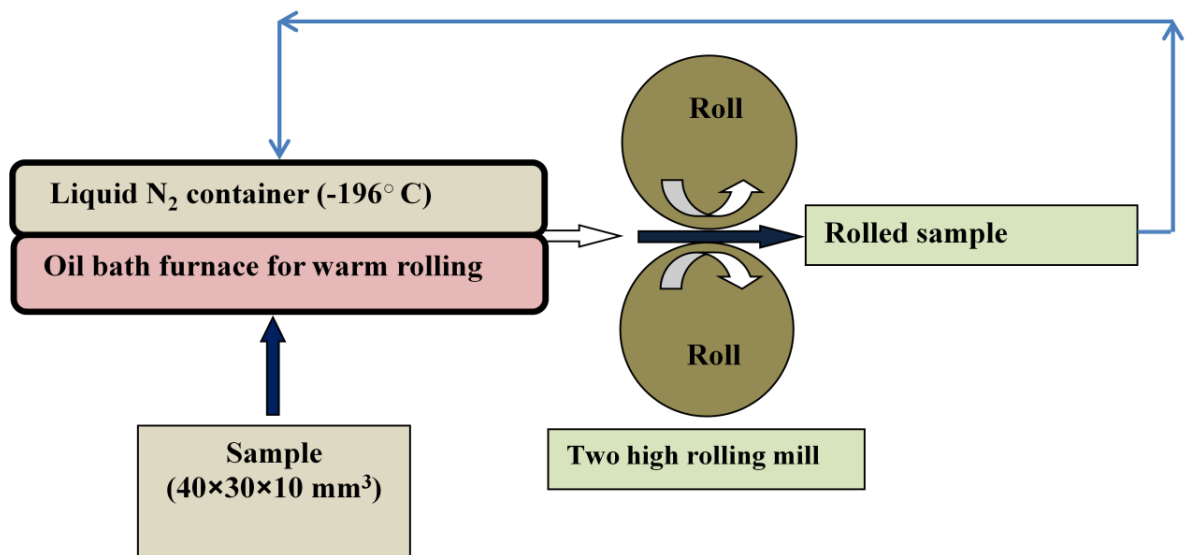 Roll
Liquid N₂ container (-196° C)
Rolled sample
Oil bath furnace for warm rolling
Roll
Sample
(40×30×10 mm³)
Two high rolling mill